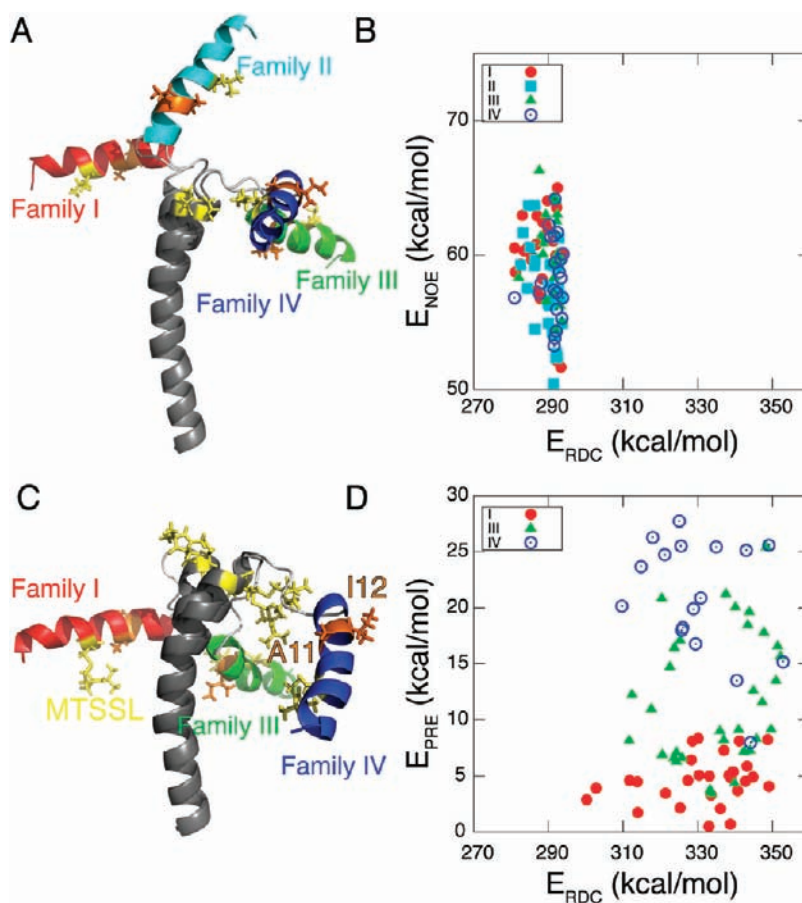 A
Family II
Family I
Family III
Family IV
B
I
II
III
IV
70
60
50
E_NOE (kcal/mol)
270 290 310 330 350
E_RDC (kcal/mol)
C
Family I
I12
A11
MTSSL
Family III
Family IV
D
I
III
IV
30
25
20
15
10
5
0
E_PRE (kcal/mol)
270 290 310 330 350
E_RDC (kcal/mol)